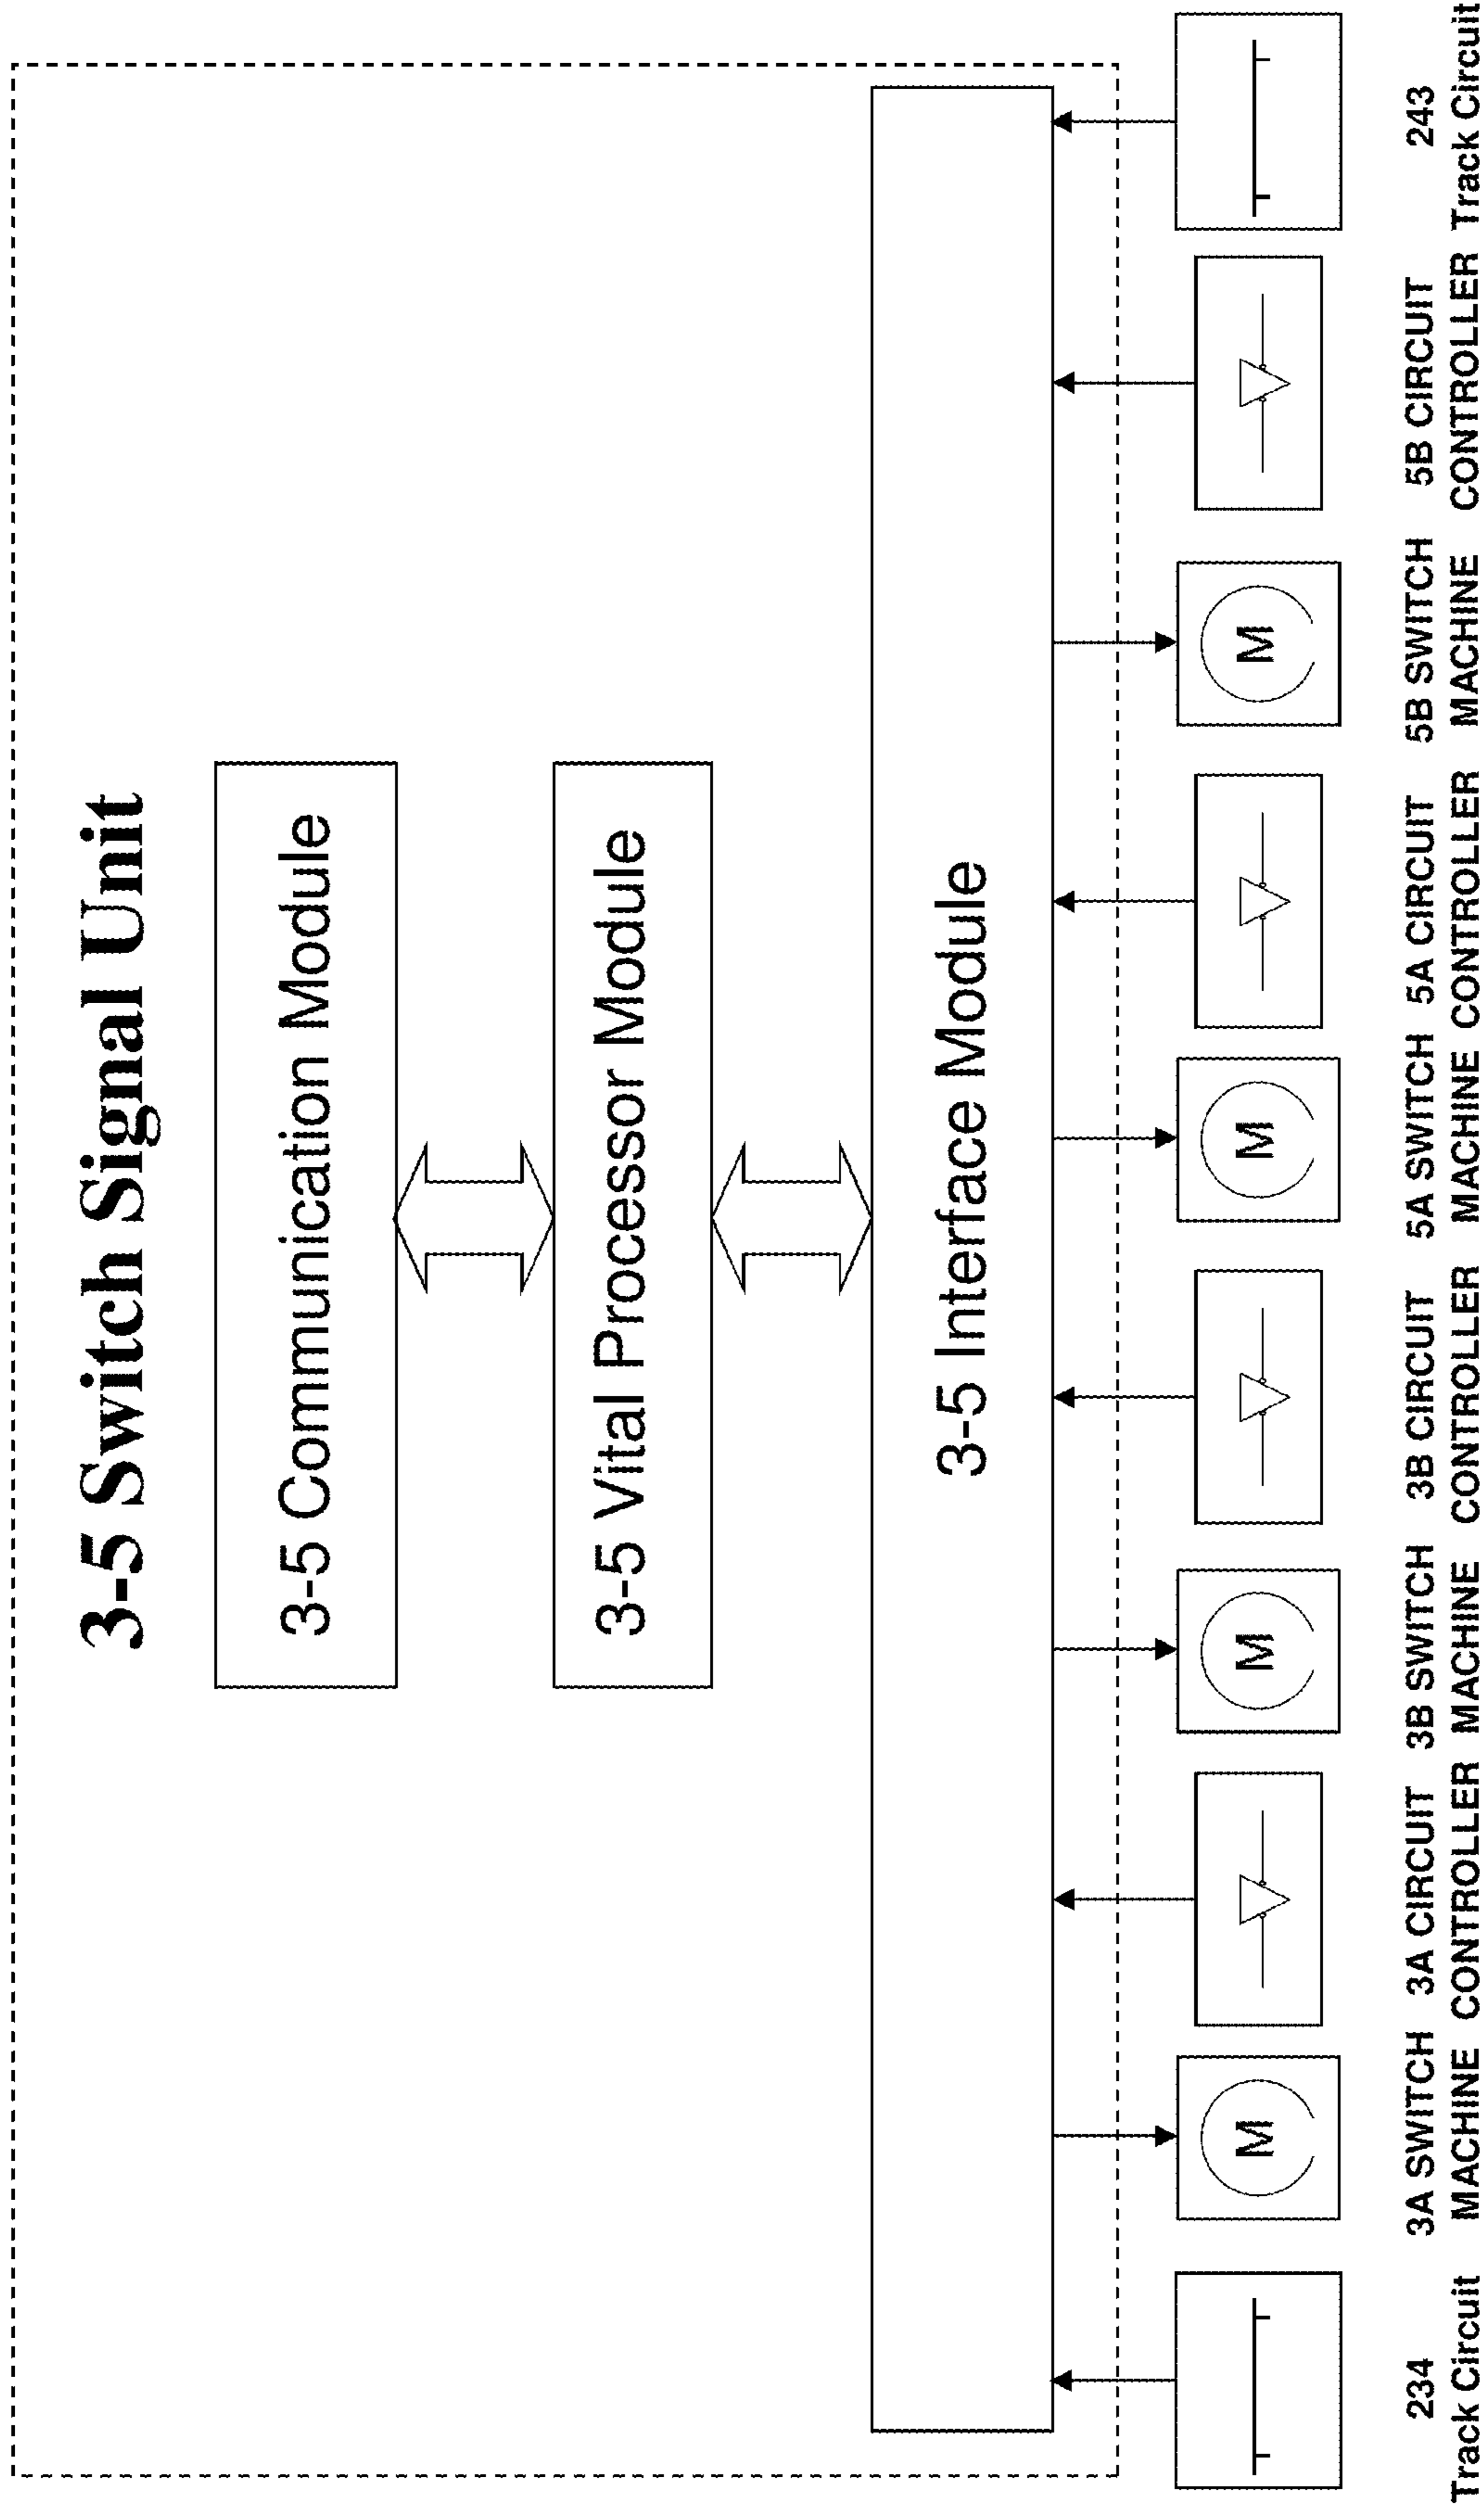 3-5 Switch Signal Unit
3-5 Communication Module
3-5 Vital Processor Module
3-5 Interface Module
M
M
M
M
234
Track Circuit
3A SWITCH
MACHINE
3A CIRCUIT
CONTROLLER
3B SWITCH
MACHINE
3B CIRCUIT
CONTROLLER
5A SWITCH
MACHINE
5A CIRCUIT
CONTROLLER
5B SWITCH
MACHINE
5B CIRCUIT
CONTROLLER
243
Track Circuit